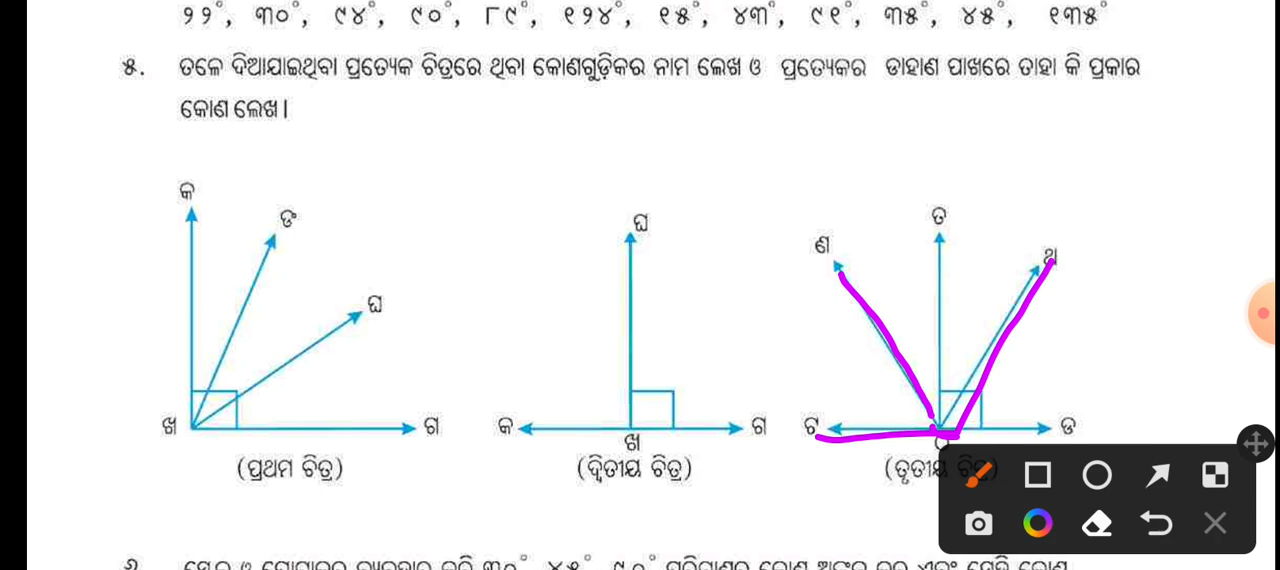 ୨୨°, ୩୦°, ୯୪°, ୯୦°, ୮୯°, ୧୨୪°, ୧୫°, ୪୩°, ୯୧°, ୩୫°, ୪୫°, ୧୩୫°
୫. ତଳେ ଦିଆଯାଇଥିବା ପ୍ରତ୍ୟେକ ଚିତ୍ରରେ ଥିବା କୋଣଗୁଡ଼ିକର ନାମ ଲେଖ ଓ ପ୍ରତ୍ୟେକର ଡାହାଣ ପାଖରେ ତାହା କି ପ୍ରକାର
କୋଣ ଲେଖ।
କ ଙ ଘ ଖ ଗ
ଘ କ ଖ ଗ
ତ ଣ ଥ ଟ ଡ
(ପ୍ରଥମ ଚିତ୍ର) (ଦ୍ୱିତୀୟ ଚିତ୍ର) (ତୃତୀୟ ଚିତ୍ର)